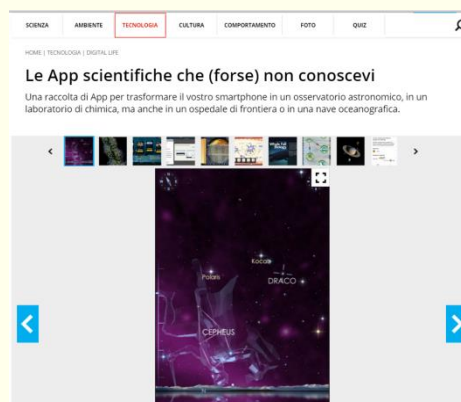 SCIENZA AMBIENTE TECNOLOGIA CULTURA COMPORTAMENTO FOTO QUIZ
HOME | TECNOLOGIA | DIGITAL LIFE
Le App scientifiche che (forse) non conoscevi
Una raccolta di App per trasformare il vostro smartphone in un osservatorio astronomico, in un
laboratorio di chimica, ma anche in un ospedale di frontiera o in una nave oceanografica.
Kocab
Polaris
DRACO
CEPHEUS